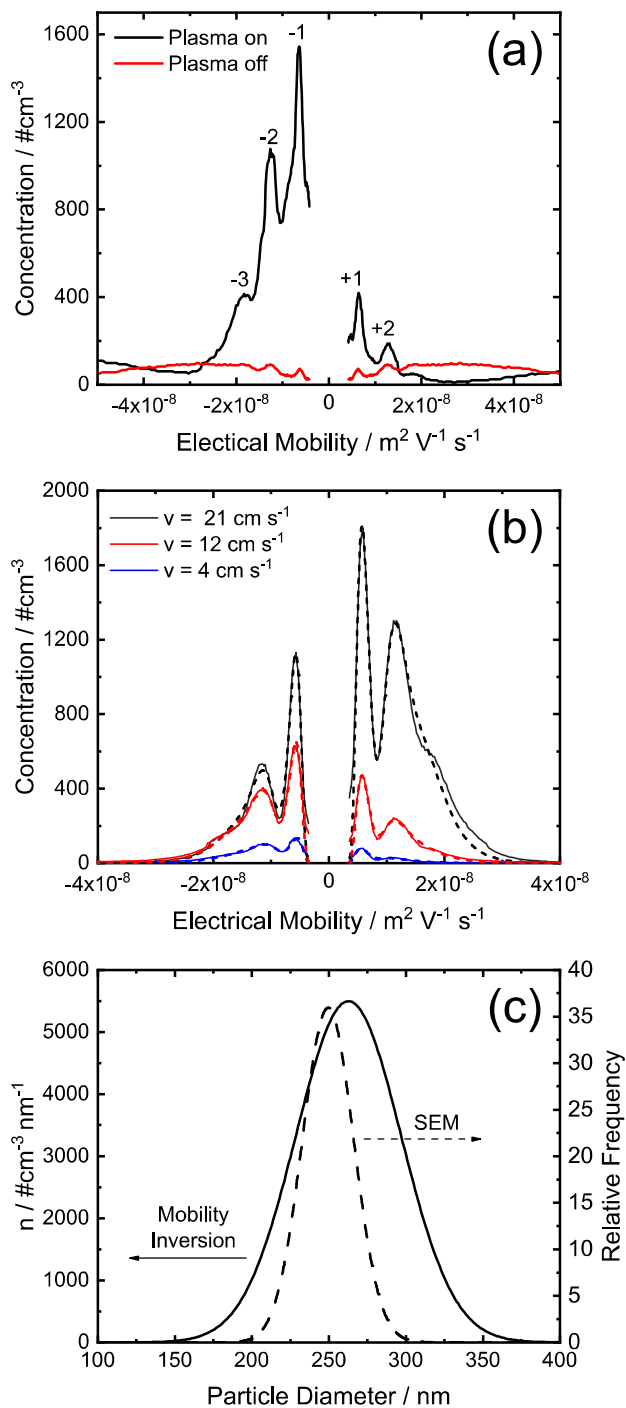 (a)
Plasma on
Plasma off
-1
-2
-3
+1
+2
1600
1200
800
400
0
Concentration / #cm⁻³
-4x10⁻⁸ -2x10⁻⁸ 0 2x10⁻⁸ 4x10⁻⁸
Electical Mobility / m² V⁻¹ s⁻¹
(b)
v = 21 cm s⁻¹
v = 12 cm s⁻¹
v = 4 cm s⁻¹
2000
1600
1200
800
400
0
Concentration / #cm⁻³
-4x10⁻⁸ -2x10⁻⁸ 0 2x10⁻⁸ 4x10⁻⁸
Electrical Mobility / m² V⁻¹ s⁻¹
(c)
6000
5000
4000
3000
2000
1000
0
n / #cm⁻³ nm⁻¹
40
35
30
25
20
15
10
5
0
Relative Frequency
SEM
Mobility
Inversion
100 150 200 250 300 350 400
Particle Diameter / nm